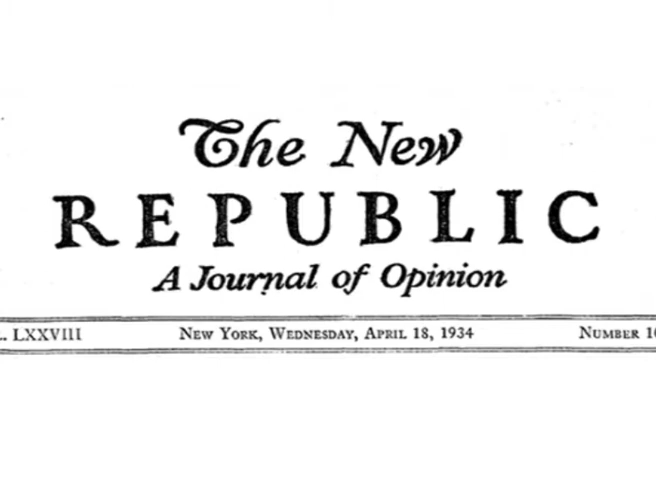 The New
REPUBLIC
A Journal of Opinion
LXXVIII New York, Wednesday, April 18, 1934 Number